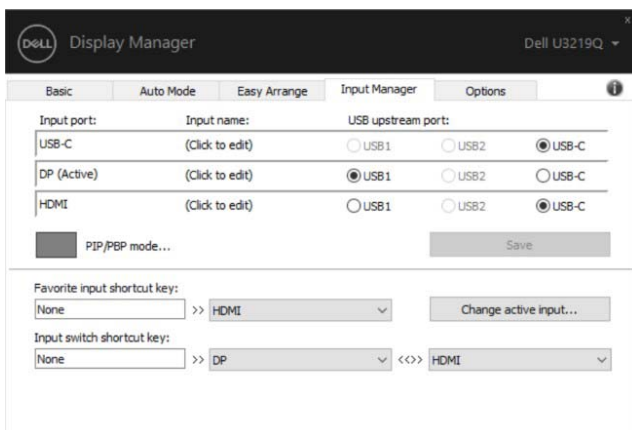 x
DELL Display Manager Dell U3219Q
Basic Auto Mode Easy Arrange Input Manager Options i
Input port: Input name: USB upstream port:
USB-C (Click to edit) USB1 USB2 USB-C
DP (Active) (Click to edit) USB1 USB2 USB-C
HDMI (Click to edit) USB1 USB2 USB-C
PIP/PBP mode... Save
Favorite input shortcut key:
None >> HDMI Change active input...
Input switch shortcut key:
None >> DP <<>> HDMI